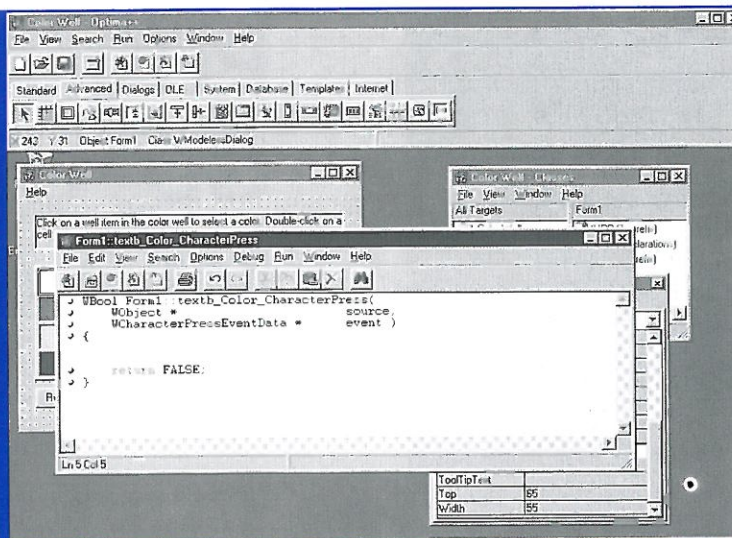 Color Well - Optima++
File View Search Run Options Window Help
Standard Advanced Dialogs OLE System Database Templates Internet
X 243 Y 31 Object Form1 Class WModelessDialog
Color Well
Help
Click on a well item in the color well to select a color. Double-click on a
cell
Color Well - Classes
File View Window Help
All Targets Form1
Form1::textb_Color_CharacterPress
File Edit View Search Options Debug Run Window Help
WBool Form1::textb_Color_CharacterPress(
WObject * source,
WCharacterPressEventData * event )
{
return FALSE;
}
Ln 5 Col 5
ToolTipText
Top 65
Width 55